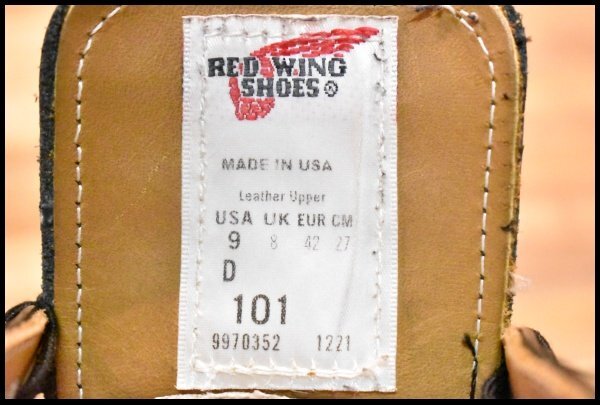 RED WING
SHOES ®
MADE IN USA
Leather Upper
USA UK EUR CM
9 8 42 27
D
101
9970352 1221